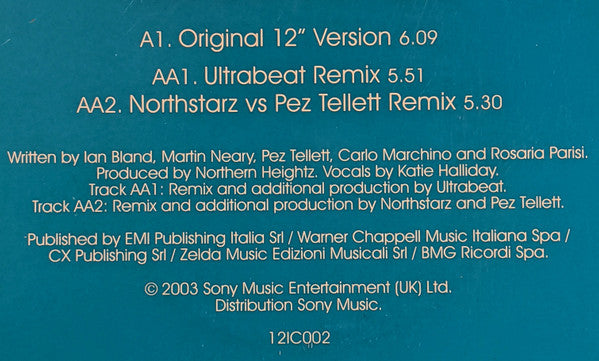 A1. Original 12” Version 6.09
AA1. Ultrabeat Remix 5.51
AA2. Northstarz vs Pez Tellett Remix 5.30
Written by Ian Bland, Martin Neary, Pez Tellett, Carlo Marchino and Rosaria Parisi.
Produced by Northern Heightz. Vocals by Katie Halliday.
Track AA1: Remix and additional production by Ultrabeat.
Track AA2: Remix and additional production by Northstarz and Pez Tellett.
Published by EMI Publishing Italia Srl / Warner Chappell Music Italiana Spa /
CX Publishing Srl / Zelda Music Edizioni Musicali Srl / BMG Ricordi Spa.
© 2003 Sony Music Entertainment (UK) Ltd.
Distribution Sony Music.
12IC002